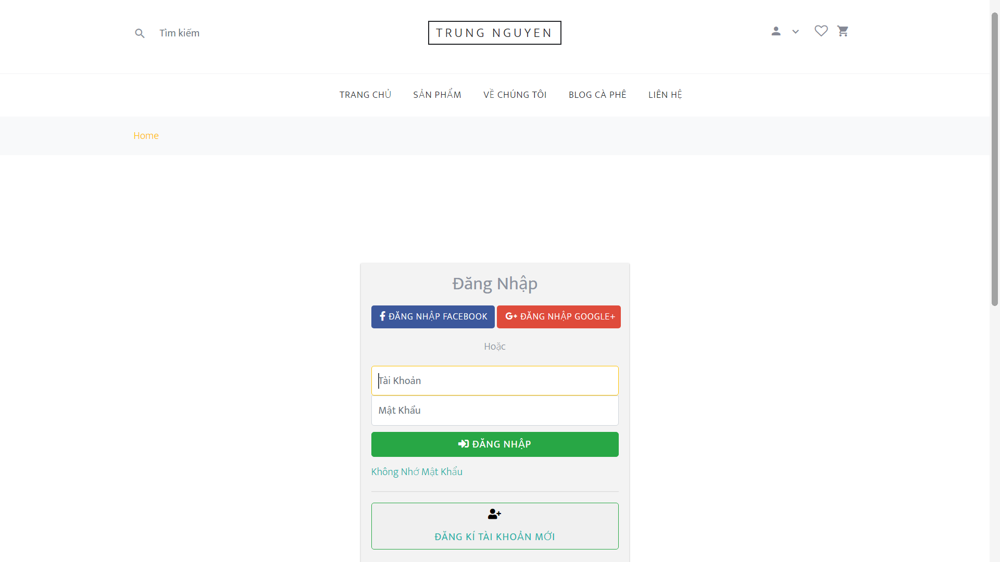 Tìm kiếm
TRUNG NGUYEN
TRANG CHỦ
SẢN PHẨM
VỀ CHÚNG TÔI
BLOG CÀ PHÊ
LIÊN HỆ
Home
Đăng Nhập
ĐĂNG NHẬP FACEBOOK
G+ ĐĂNG NHẬP GOOGLE+
Hoặc
Tài Khoản
Mật Khẩu
ĐĂNG NHẬP
Không Nhớ Mật Khẩu
ĐĂNG KÍ TÀI KHOẢN MỚI